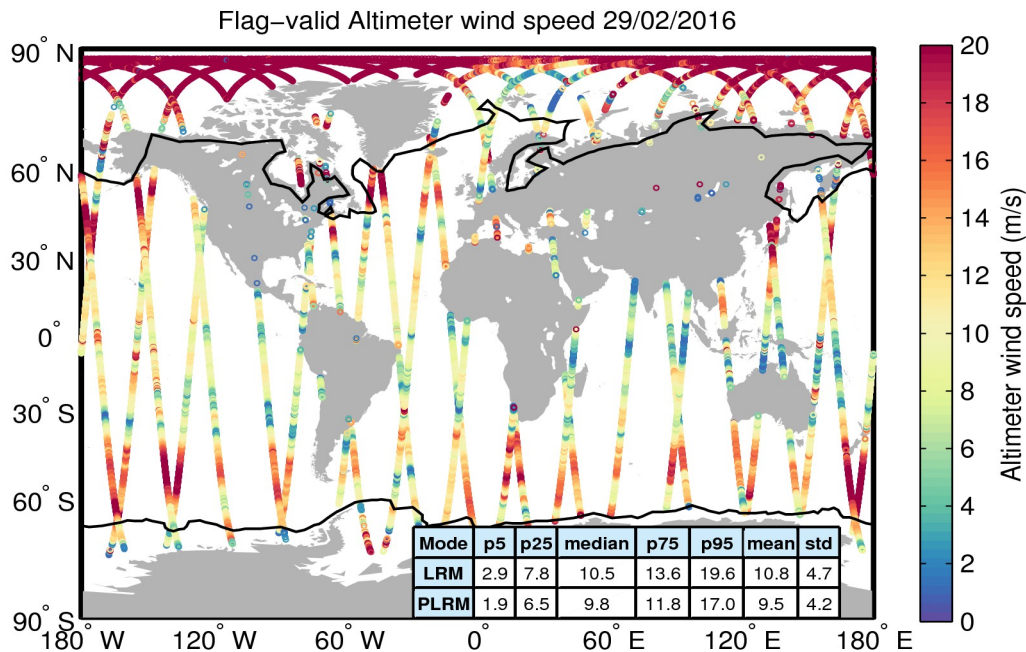 Flag−valid Altimeter wind speed 29/02/2016
90° N
60° N
30° N
0°
30° S
60° S
90° S
180° W
120° W
60° W
0°
60° E
120° E
180° E
Mode p5 p25 median p75 p95 mean std
LRM 2.9 7.8 10.5 13.6 19.6 10.8 4.7
PLRM 1.9 6.5 9.8 11.8 17.0 9.5 4.2
20
18
16
14
12
10
8
6
4
2
0
Altimeter wind speed (m/s)